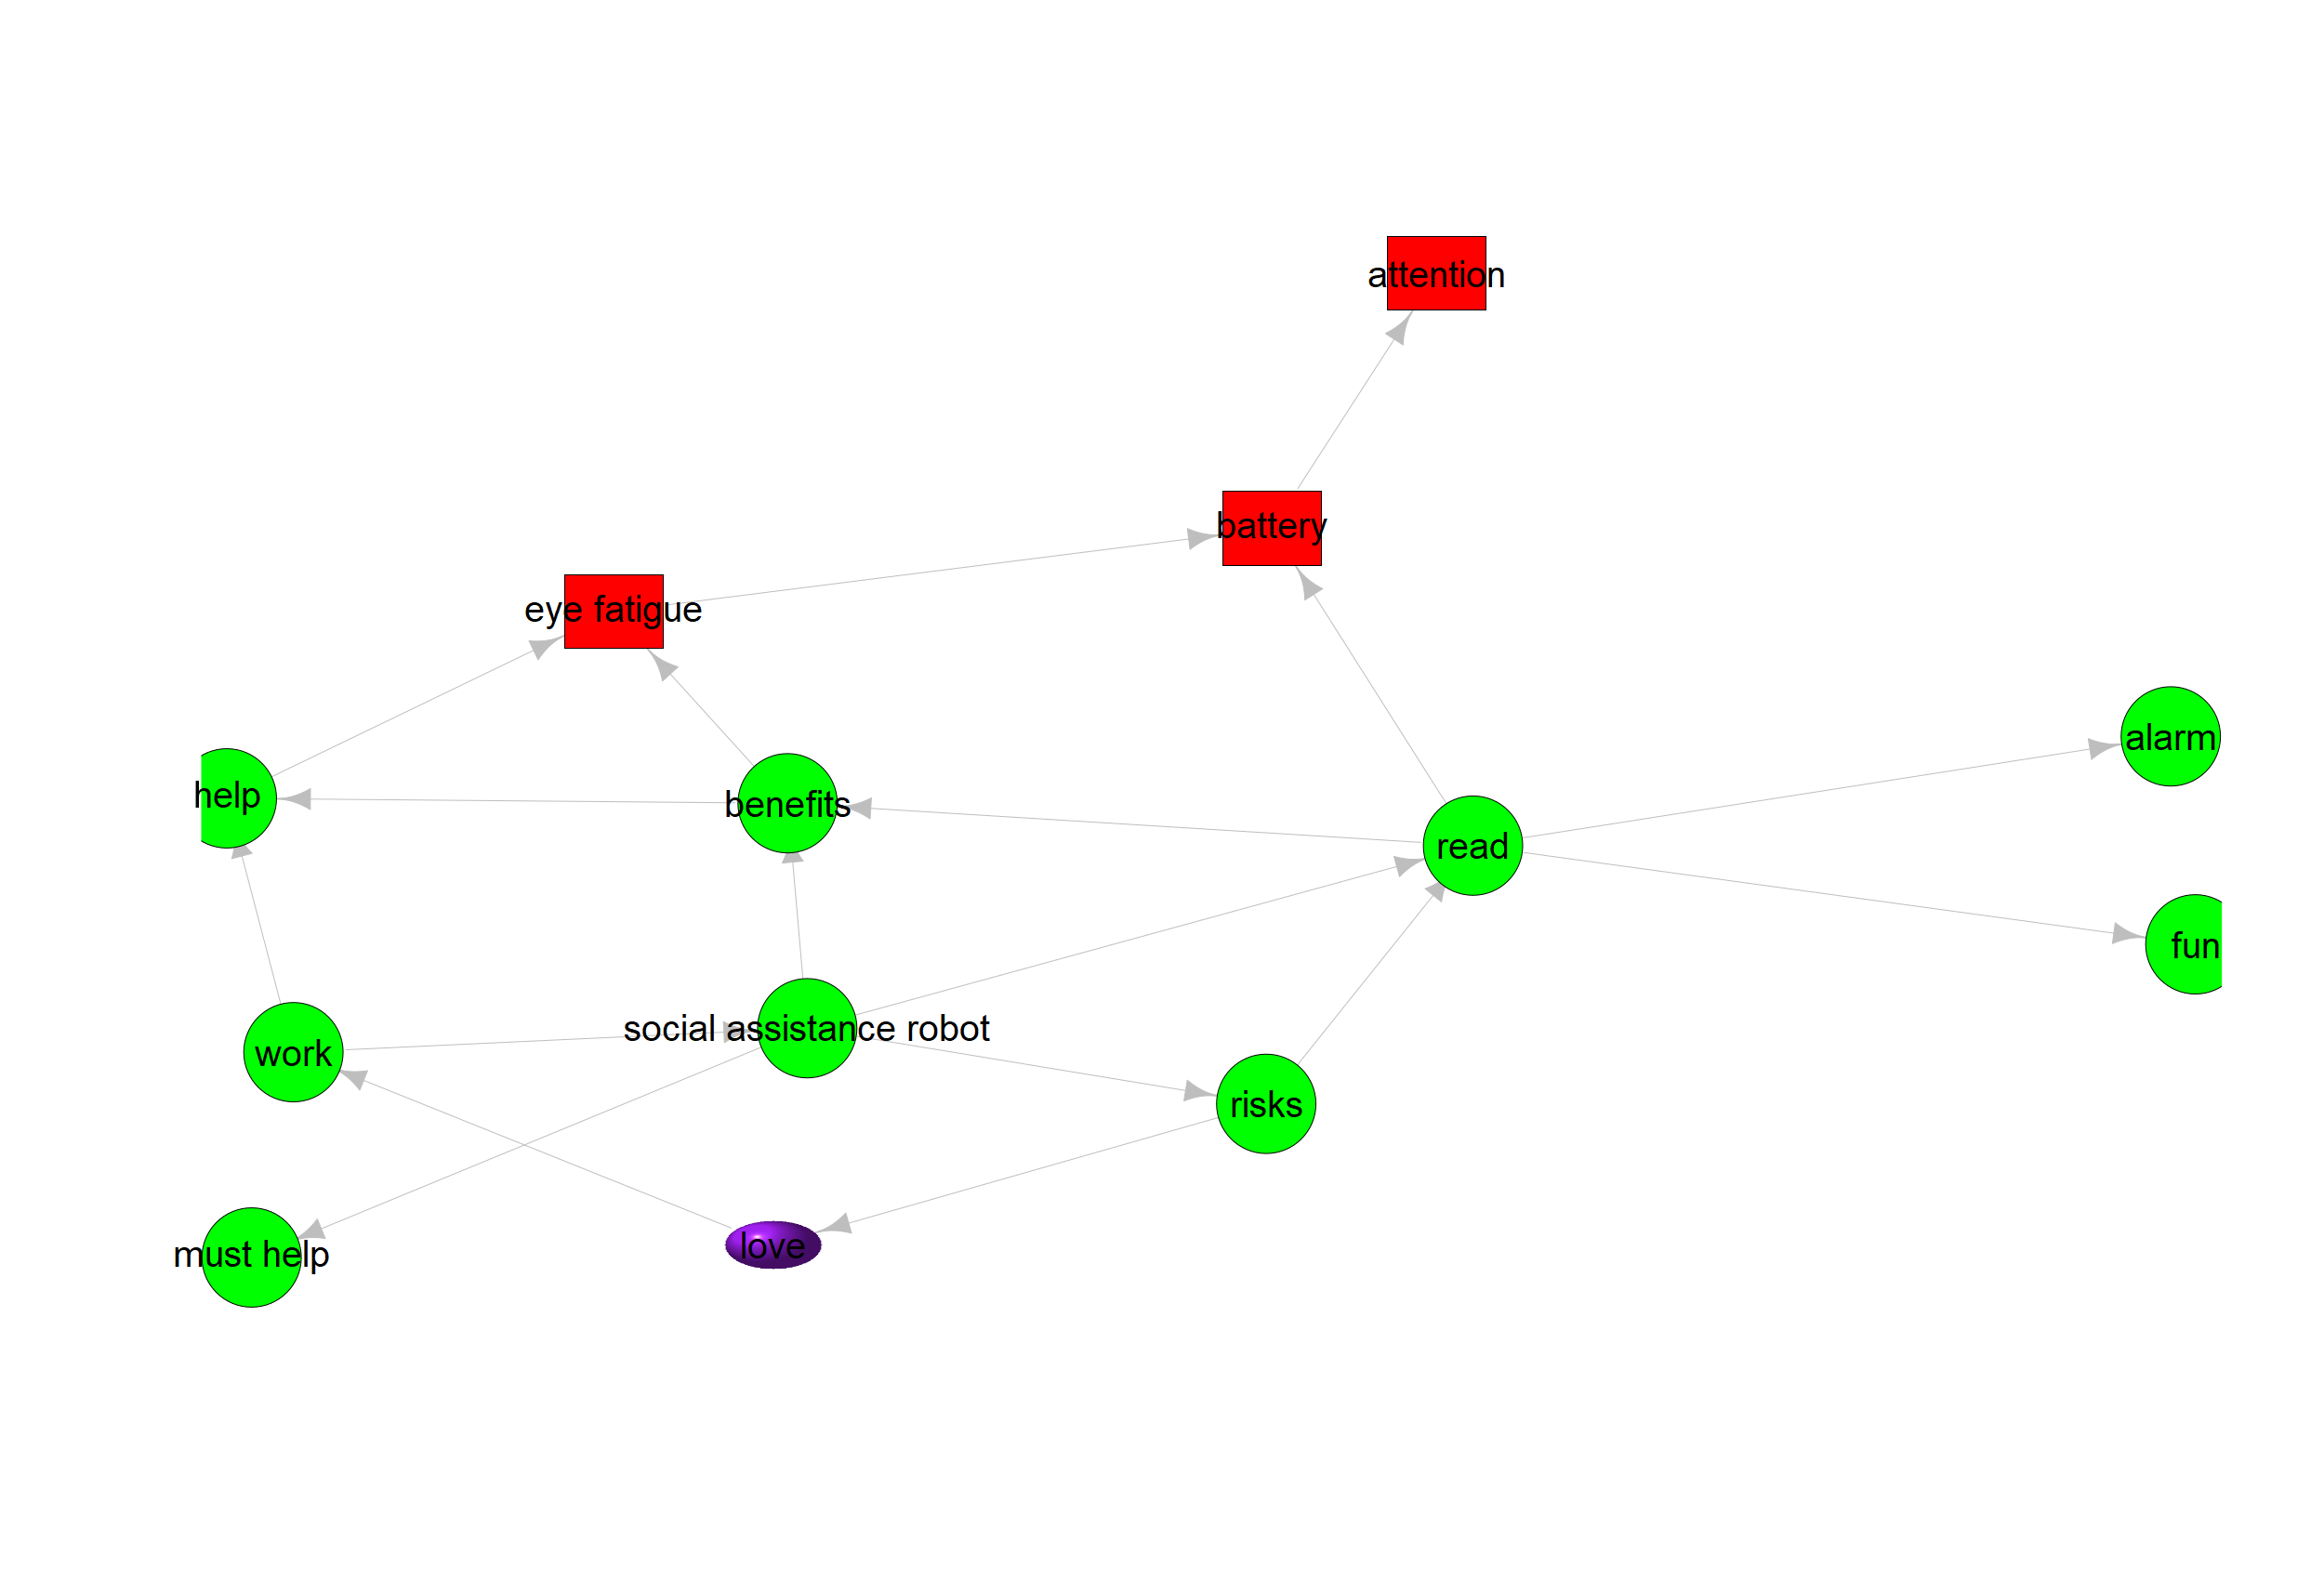 attention
battery
eye fatigue
alarm
help
benefits
read
fun
social assistance robot
work
risks
must help
love